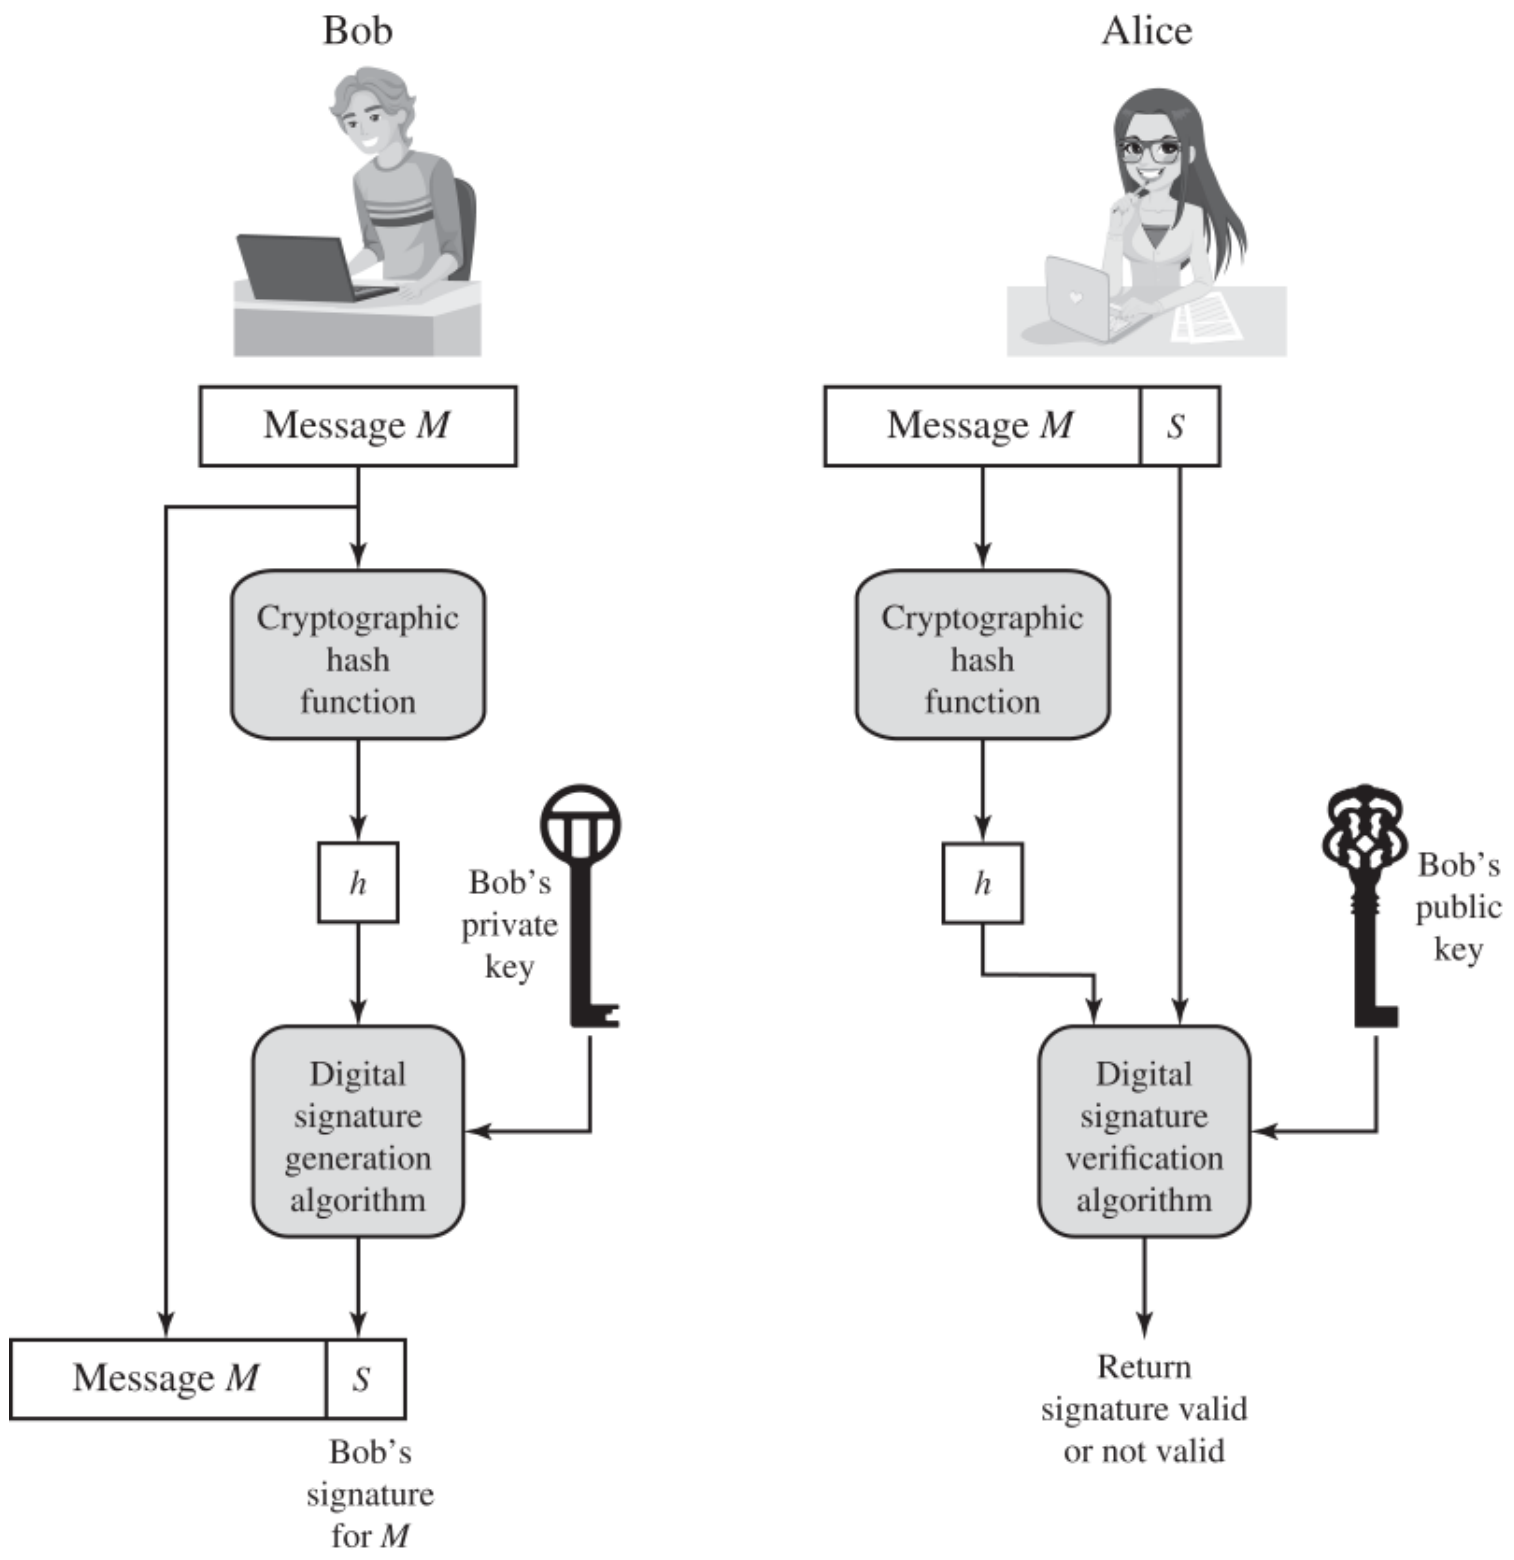 Bob
Message M
Cryptographic
hash
function
h
Bob's
private
key
Digital
signature
generation
algorithm
Message M
S
Bob's
signature
for M
Alice
Message M
S
Cryptographic
hash
function
h
Bob's
public
key
Digital
signature
verification
algorithm
Return
signature valid
or not valid